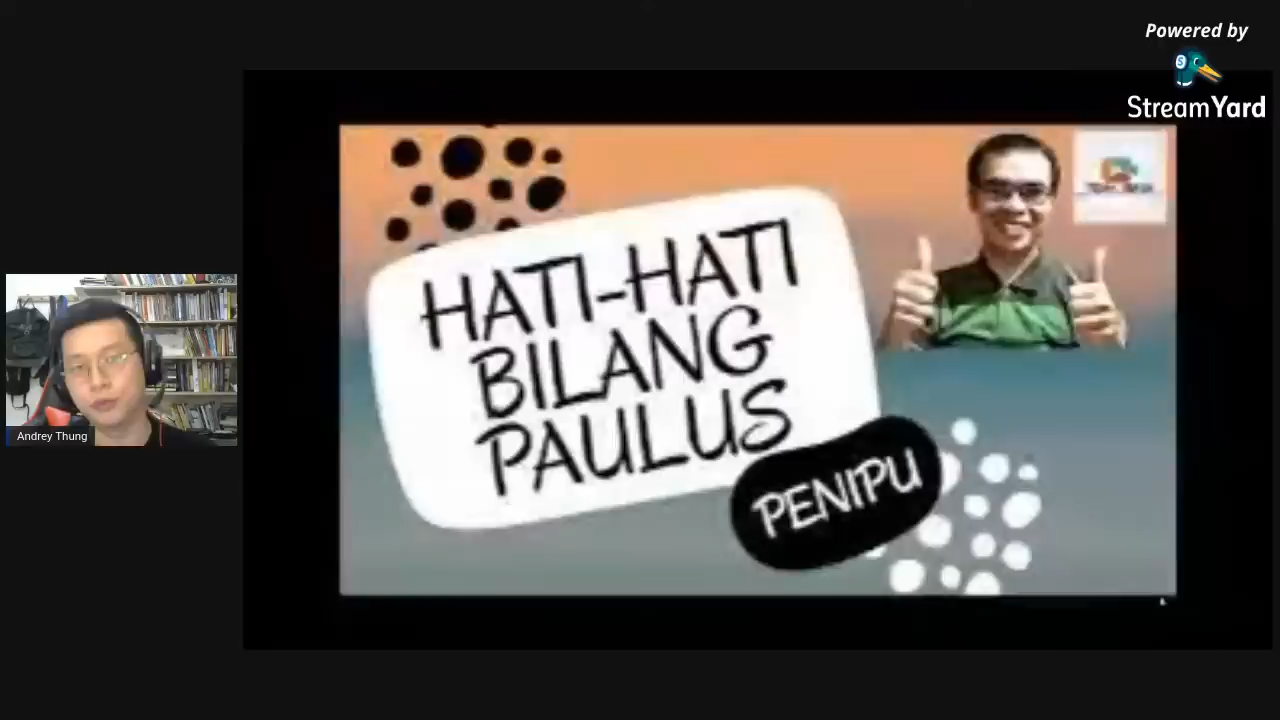 Powered by
StreamYard
HATI-HATI
BILANG
PAULUS
PENIPU
Andrey Thung